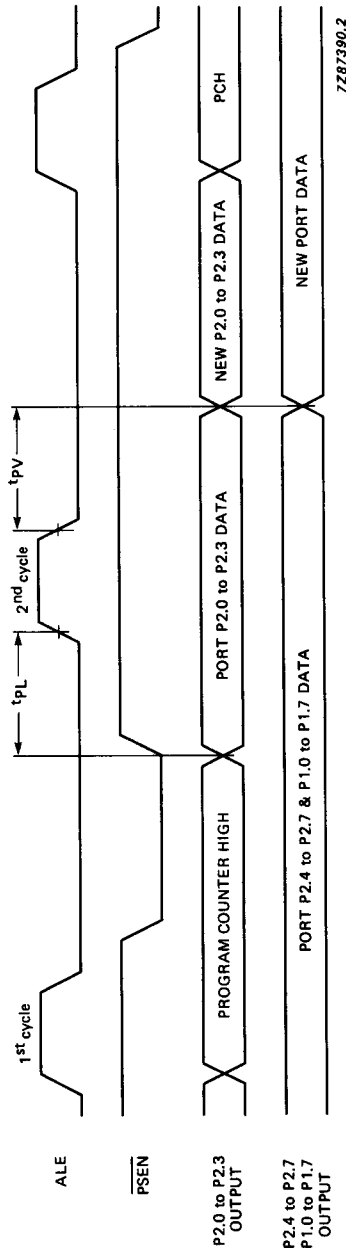 1st cycle
tPL
2nd cycle
tPV
ALE
PSEN
P2.0 to P2.3
OUTPUT
PROGRAM COUNTER HIGH
PORT P2.0 to P2.3 DATA
NEW P2.0 to P2.3 DATA
PCH
P2.4 to P2.7
P1.0 to P1.7
OUTPUT
PORT P2.4 to P2.7 & P1.0 to P1.7 DATA
NEW PORT DATA
7Z87390.2